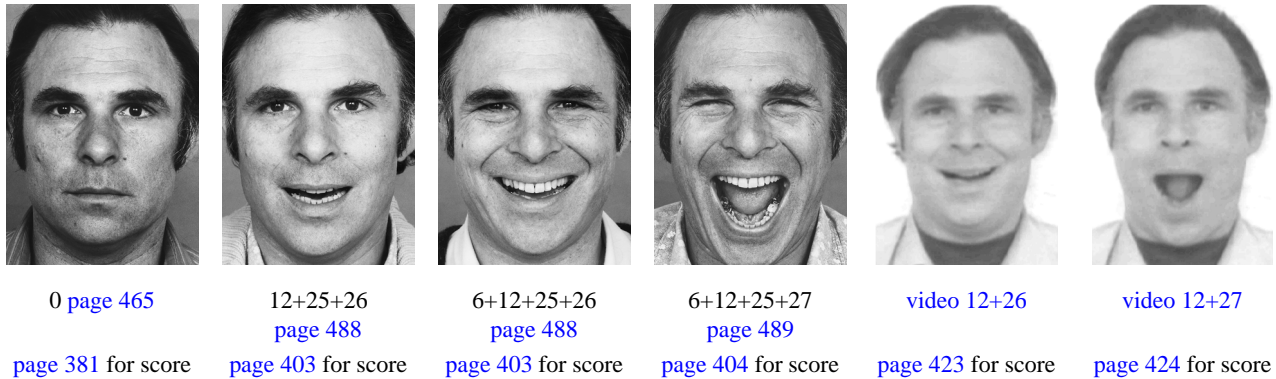 0 page 465 12+25+26 6+12+25+26 6+12+25+27 video 12+26 video 12+27
page 488 page 488 page 489
page 381 for score page 403 for score page 403 for score page 404 for score page 423 for score page 424 for score